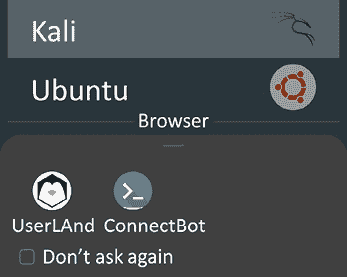 Kali
Ubuntu
Browser
UserLAnd ConnectBot
Don't ask again